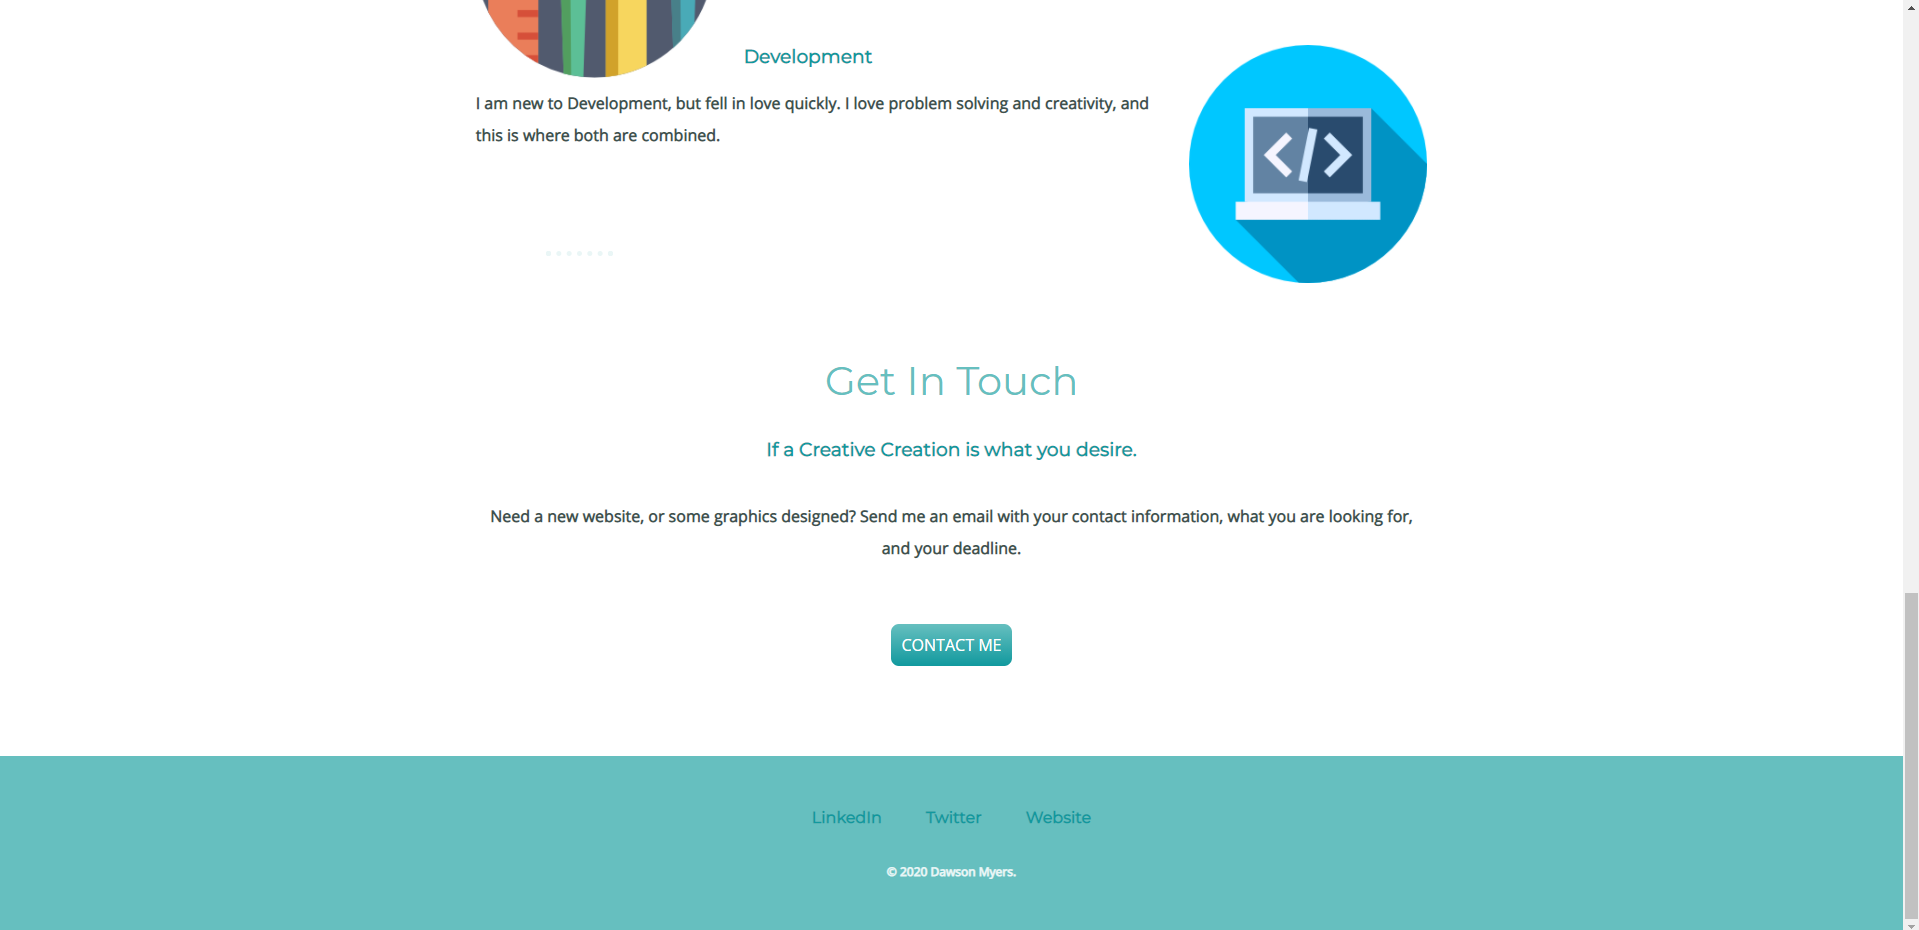 Development
I am new to Development, but fell in love quickly. I love problem solving and creativity, and
this is where both are combined.
</>
Get In Touch
If a Creative Creation is what you desire.
Need a new website, or some graphics designed? Send me an email with your contact information, what you are looking for,
and your deadline.
CONTACT ME
LinkedIn Twitter Website
© 2020 Dawson Myers.